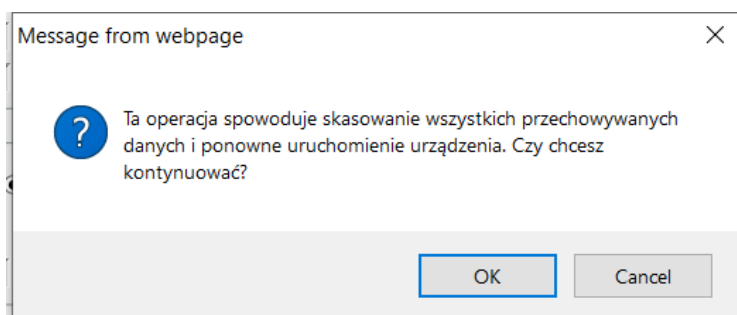 Message from webpage
Ta operacja spowoduje skasowanie wszystkich przechowywanych
danych i ponowne uruchomienie urządzenia. Czy chcesz
kontynuować?
OK
Cancel